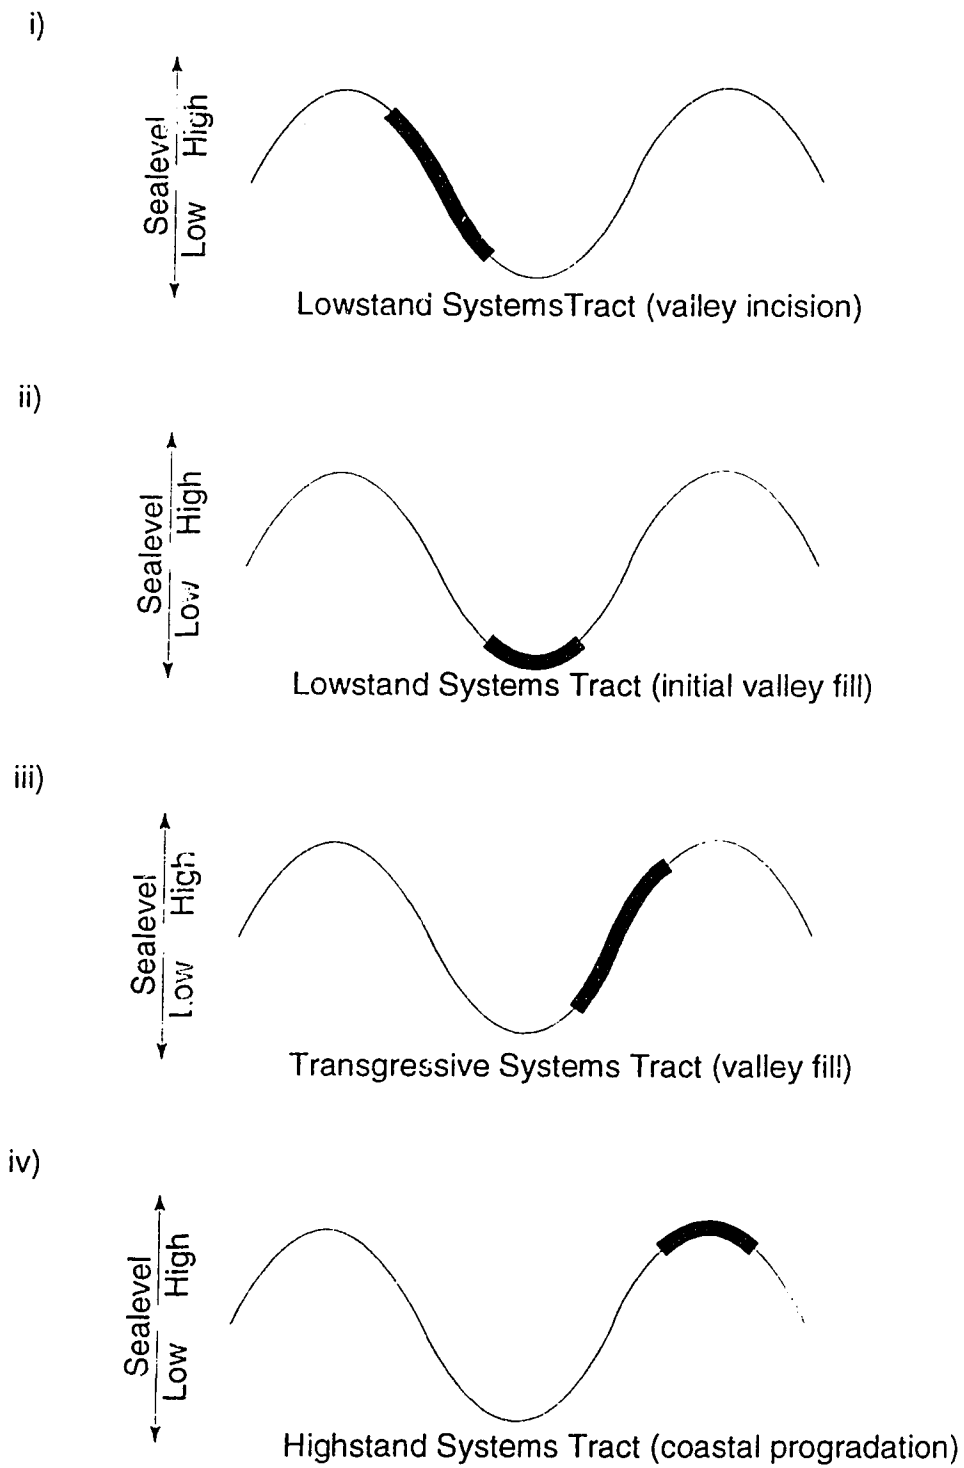 i)
Sealevel
Low High
Lowstand SystemsTract (valley incision)
ii)
Sealevel
Low High
Lowstand Systems Tract (initial valley fill)
iii)
Sealevel
Low High
Transgressive Systems Tract (valley fill)
iv)
Sealevel
Low High
Highstand Systems Tract (coastal progradation)